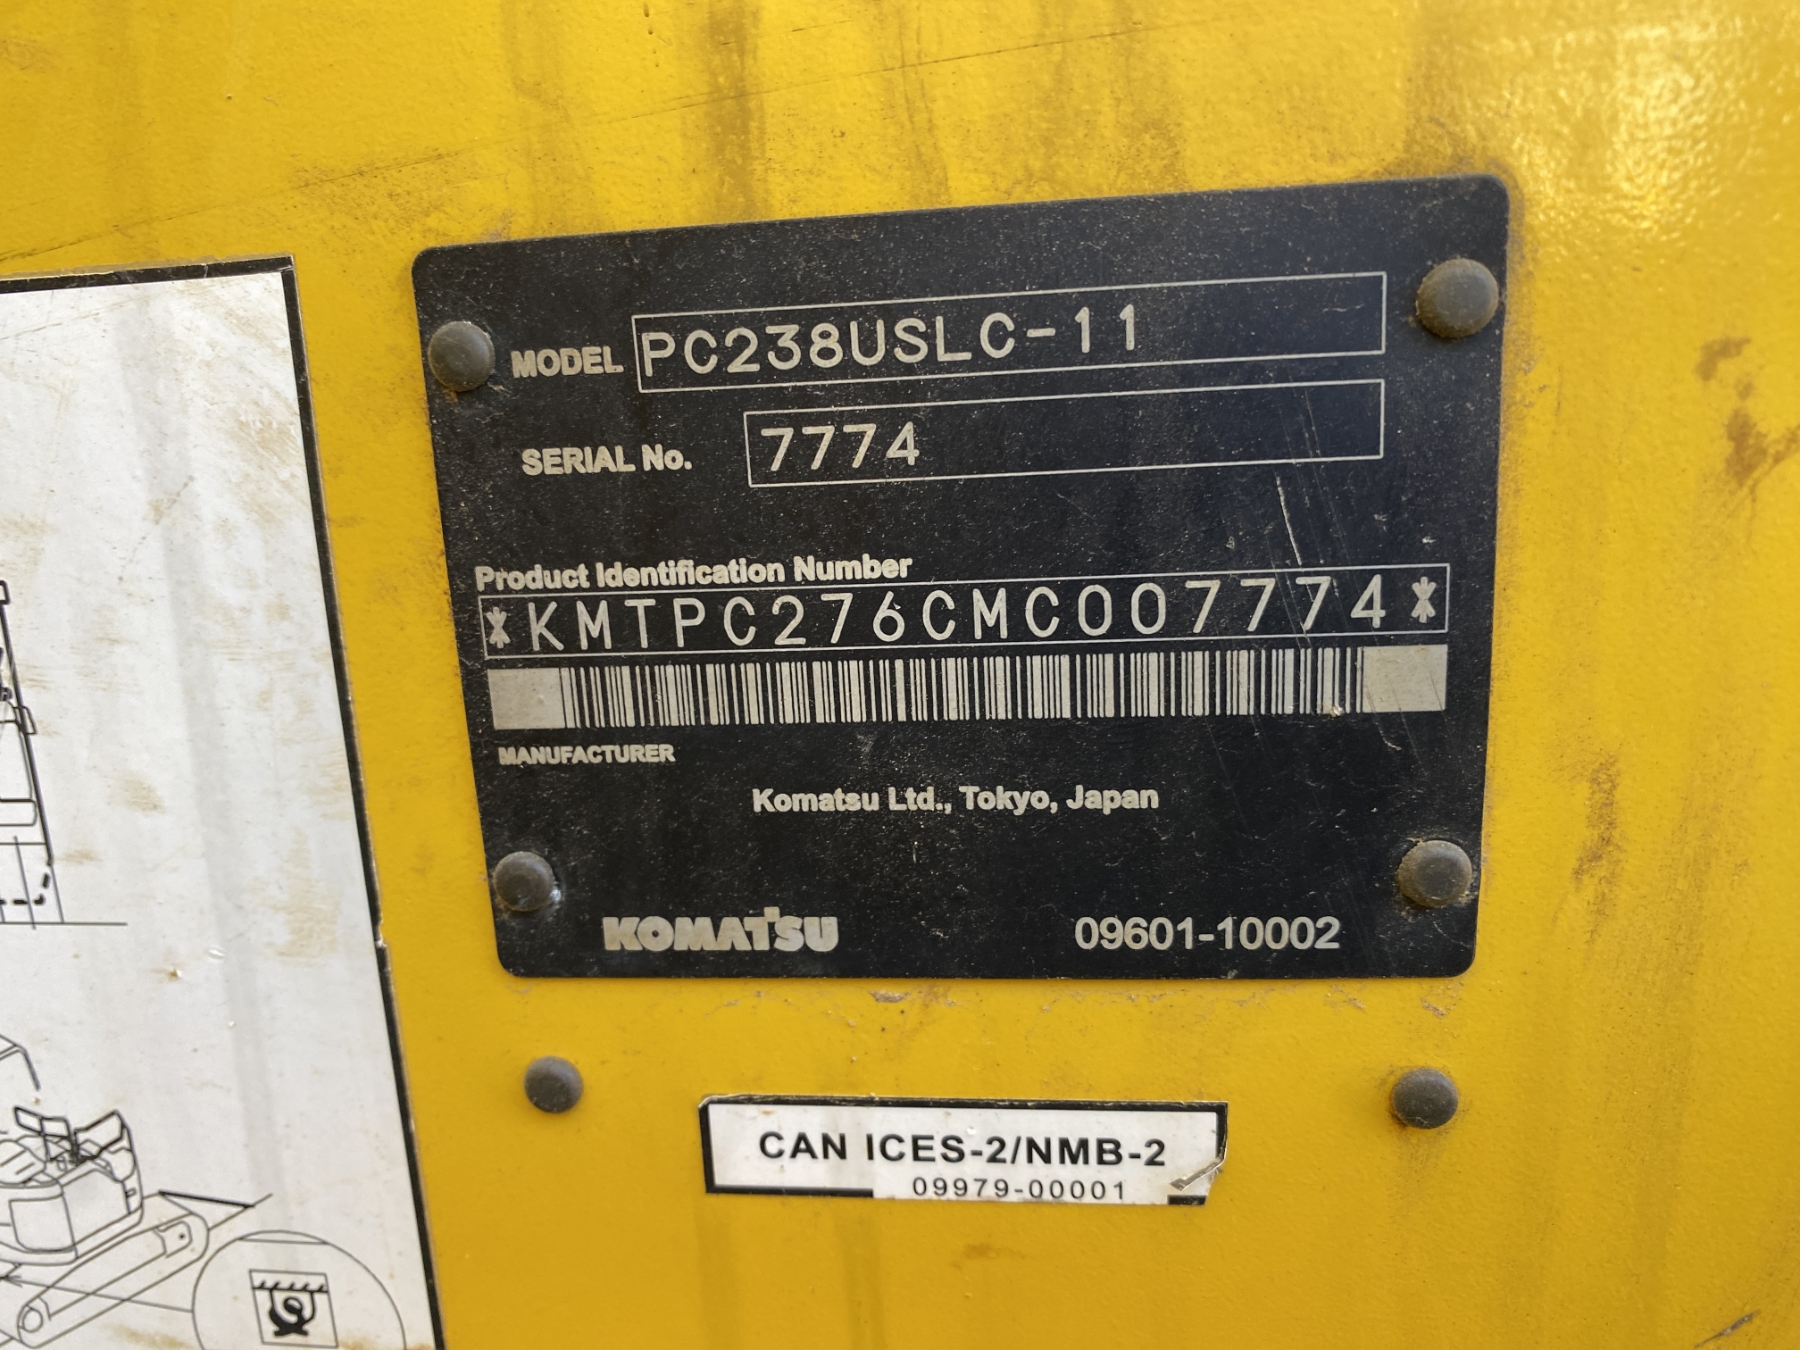 MODEL PC238USLC-11
SERIAL No. 7774
Product Identification Number
*KMTPC276CMC007774*
MANUFACTURER
Komatsu Ltd., Tokyo, Japan
KOMATSU 09601-10002
CAN ICES-2/NMB-2
09979-00001